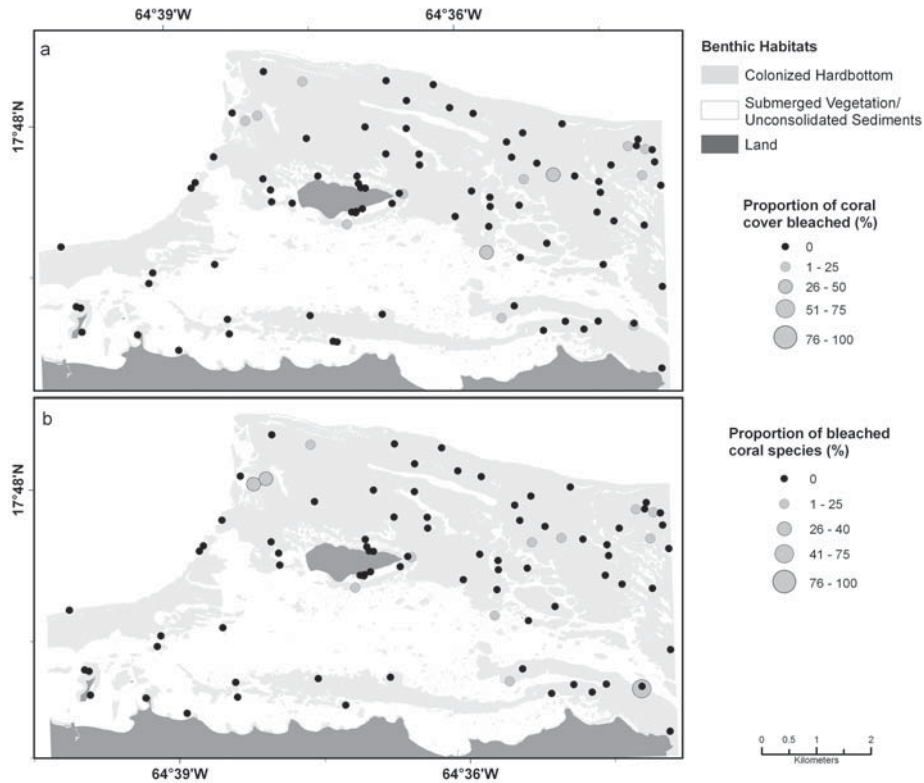 64°39'W 64°36'W
a
17°48'N
Benthic Habitats
Colonized Hardbottom
Submerged Vegetation/
Unconsolidated Sediments
Land
Proportion of coral
cover bleached (%)
0
1 - 25
26 - 50
51 - 75
76 - 100
b
17°48'N
Proportion of bleached
coral species (%)
0
1 - 25
26 - 40
41 - 75
76 - 100
64°39'W 64°36'W
0 0.5 1 2
Kilometers